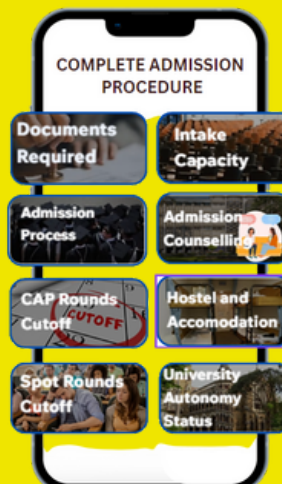 COMPLETE ADMISSION
PROCEDURE
Documents
Required
Intake
Capacity
Admission
Process
Admission
Counselling
CAP Rounds
Cutoff
CUTOFF
Hostel and
Accomodation
Spot Rounds
Cutoff
University
Autonomy
Status